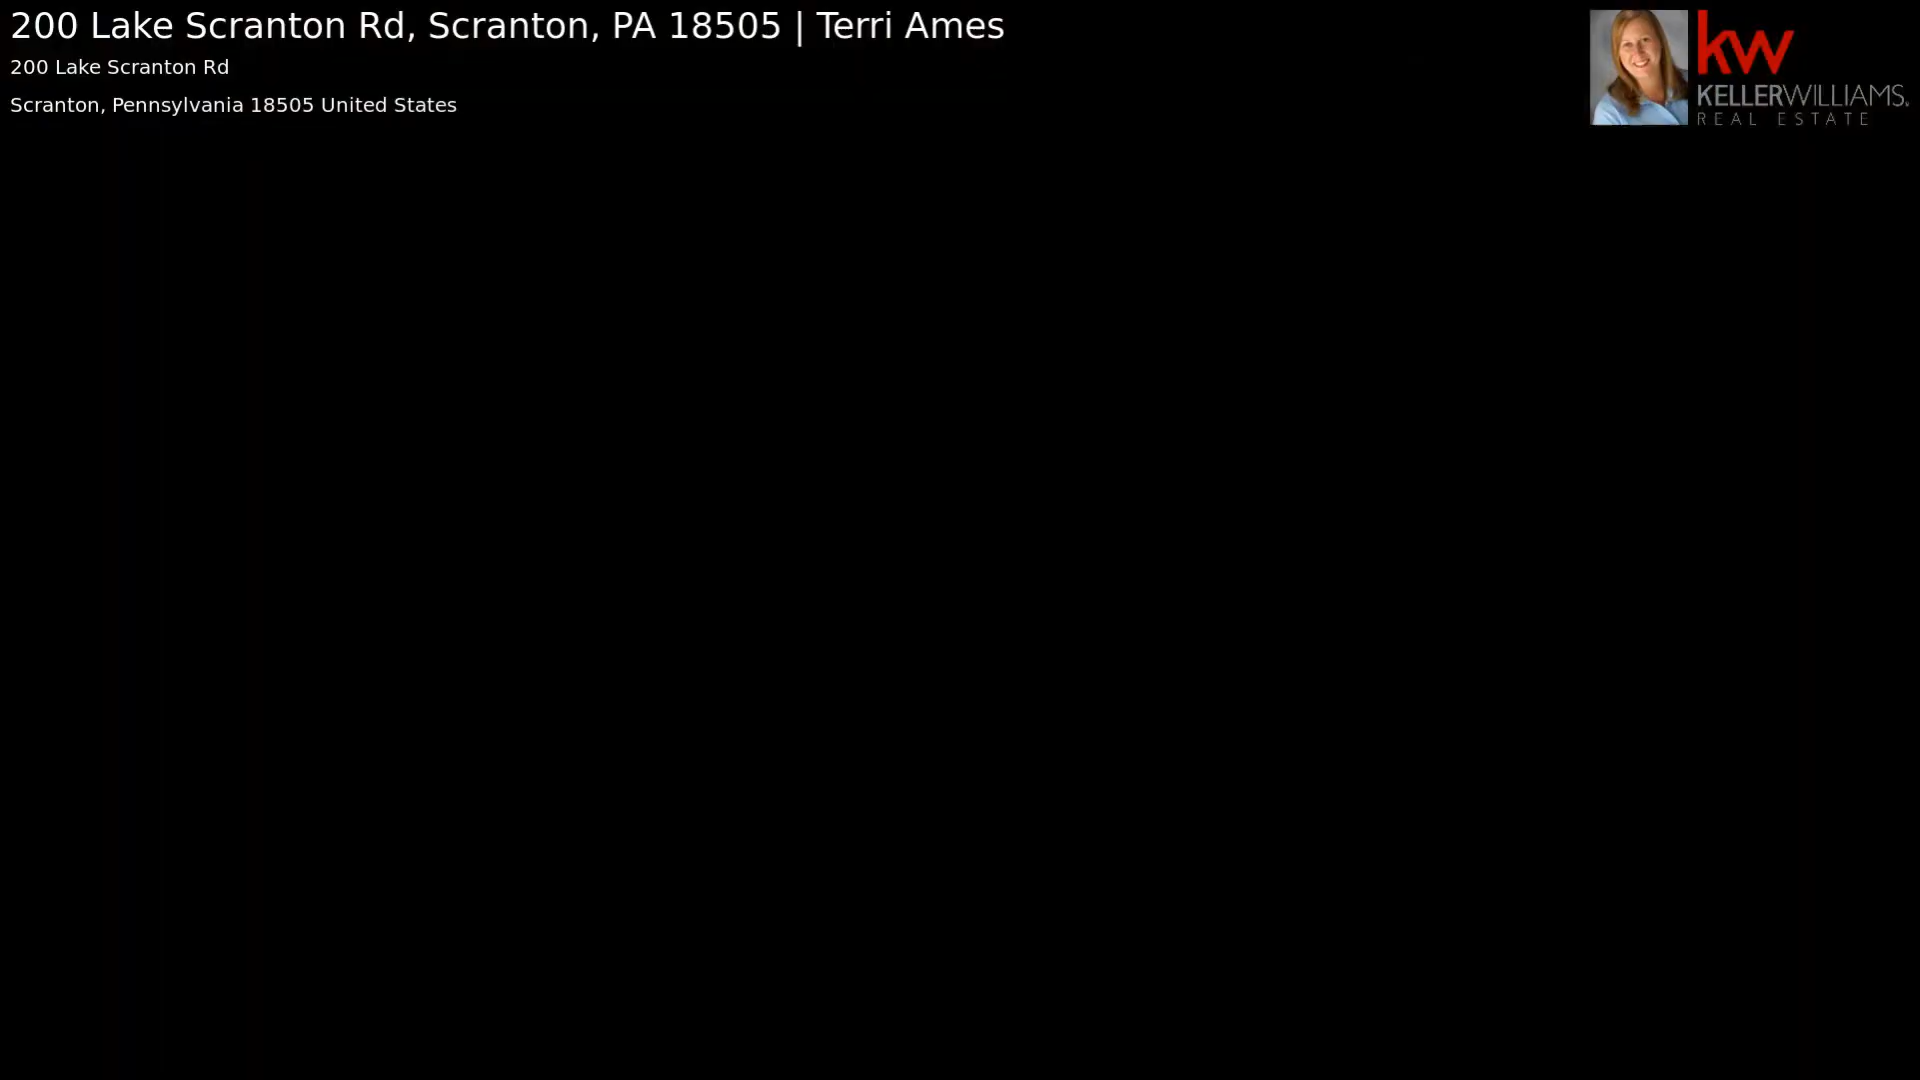 200 Lake Scranton Rd, Scranton, PA 18505 | Terri Ames
200 Lake Scranton Rd
Scranton, Pennsylvania 18505 United States
kw
KELLERWILLIAMS.
REAL ESTATE